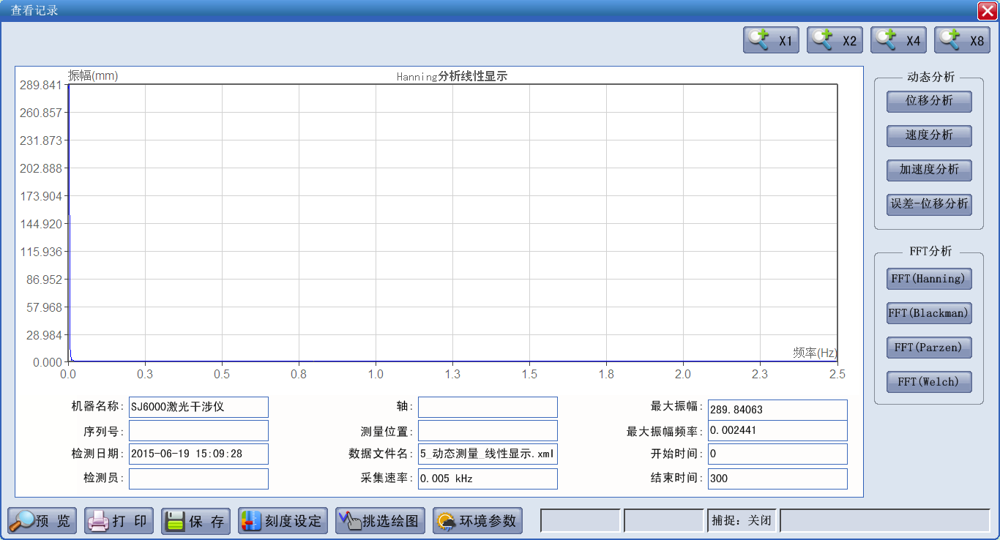 查看记录
X1 X2 X4 X8
振幅(mm)
Hanning分析线性显示
289.841
260.857
231.873
202.888
173.904
144.920
115.936
86.952
57.968
28.984
0.000
频率(Hz)
0.0 0.3 0.5 0.8 1.0 1.3 1.5 1.8 2.0 2.3 2.5
动态分析
位移分析
速度分析
加速度分析
误差-位移分析
FFT分析
FFT(Hanning)
FFT(Blackman)
FFT(Parzen)
FFT(Welch)
机器名称: SJ6000激光干涉仪 轴: 最大振幅: 289.84063
序列号: 测量位置: 最大振幅频率: 0.002441
检测日期: 2015-06-19 15:09:28 数据文件名: 5_动态测量_线性显示.xml 开始时间: 0
检测员: 采集速率: 0.005 kHz 结束时间: 300
预 览 打 印 保 存 刻度设定 挑选绘图 环境参数 捕捉: 关闭